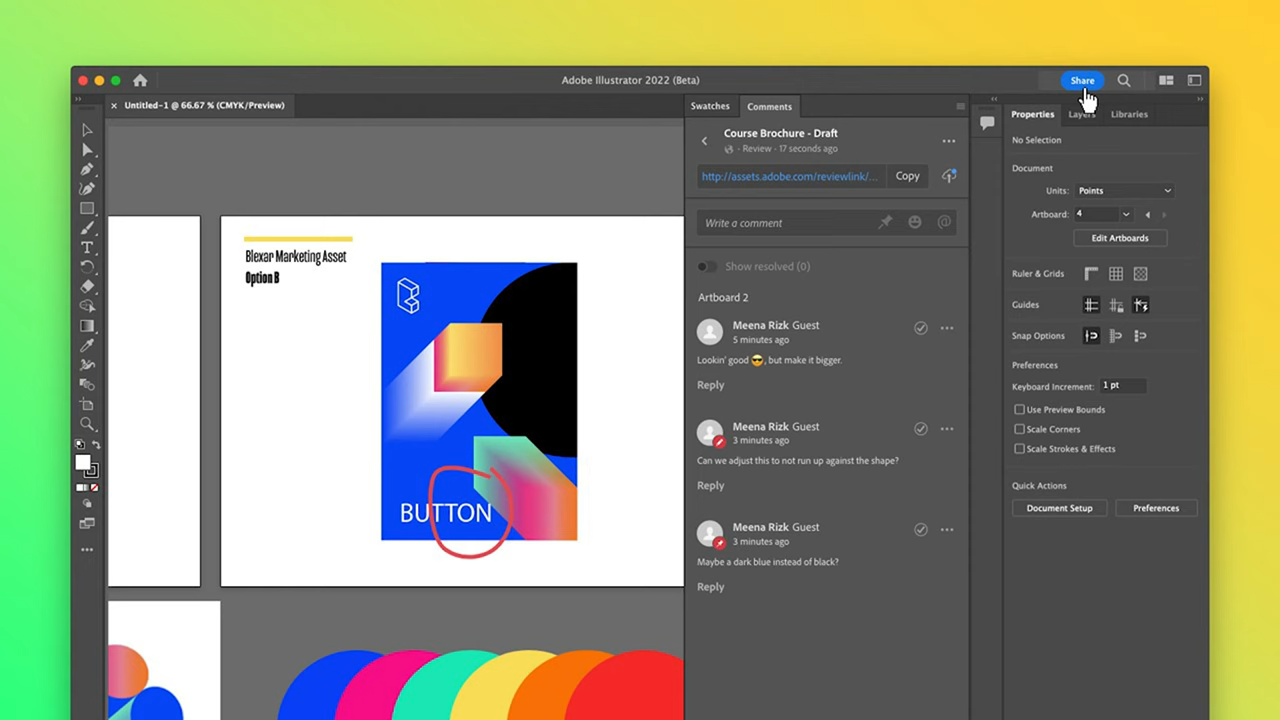 Adobe Illustrator 2022 (Beta)
Share
Untitled-1 @ 66.67 % (CMYK/Preview)
Swatches
Comments
Course Brochure - Draft
Review - 17 seconds ago
http://assets.adobe.com/reviewlink/...
Copy
Write a comment
Show resolved (0)
Artboard 2
Meena Rizk Guest
5 minutes ago
Lookin' good 😎, but make it bigger.
Reply
Meena Rizk Guest
3 minutes ago
Can we adjust this to not run up against the shape?
Reply
Meena Rizk Guest
3 minutes ago
Maybe a dark blue instead of black?
Reply
Blexar Marketing Asset
Option B
BUTTON
Properties
Layers
Libraries
No Selection
Document
Units: Points
Artboard: 4
Edit Artboards
Ruler & Grids
Guides
Snap Options
Preferences
Keyboard Increment: 1 pt
Use Preview Bounds
Scale Corners
Scale Strokes & Effects
Quick Actions
Document Setup
Preferences